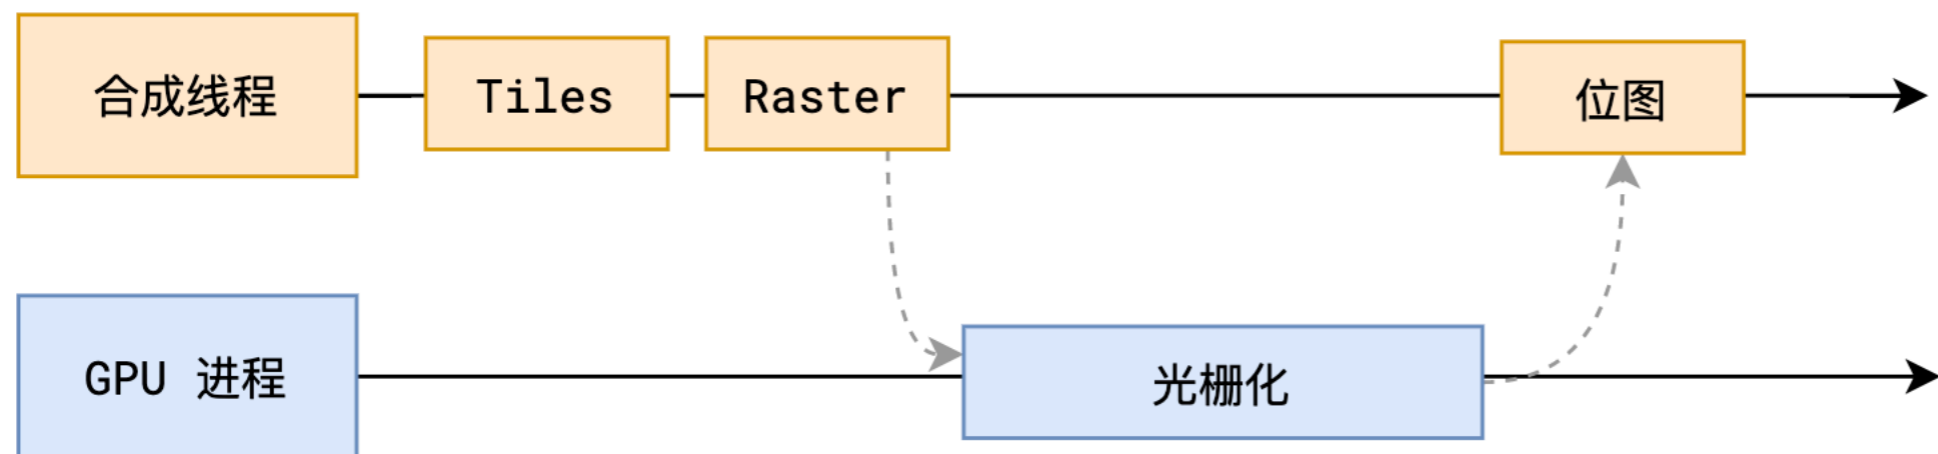 合成线程
Tiles
Raster
位图
GPU 进程
光栅化